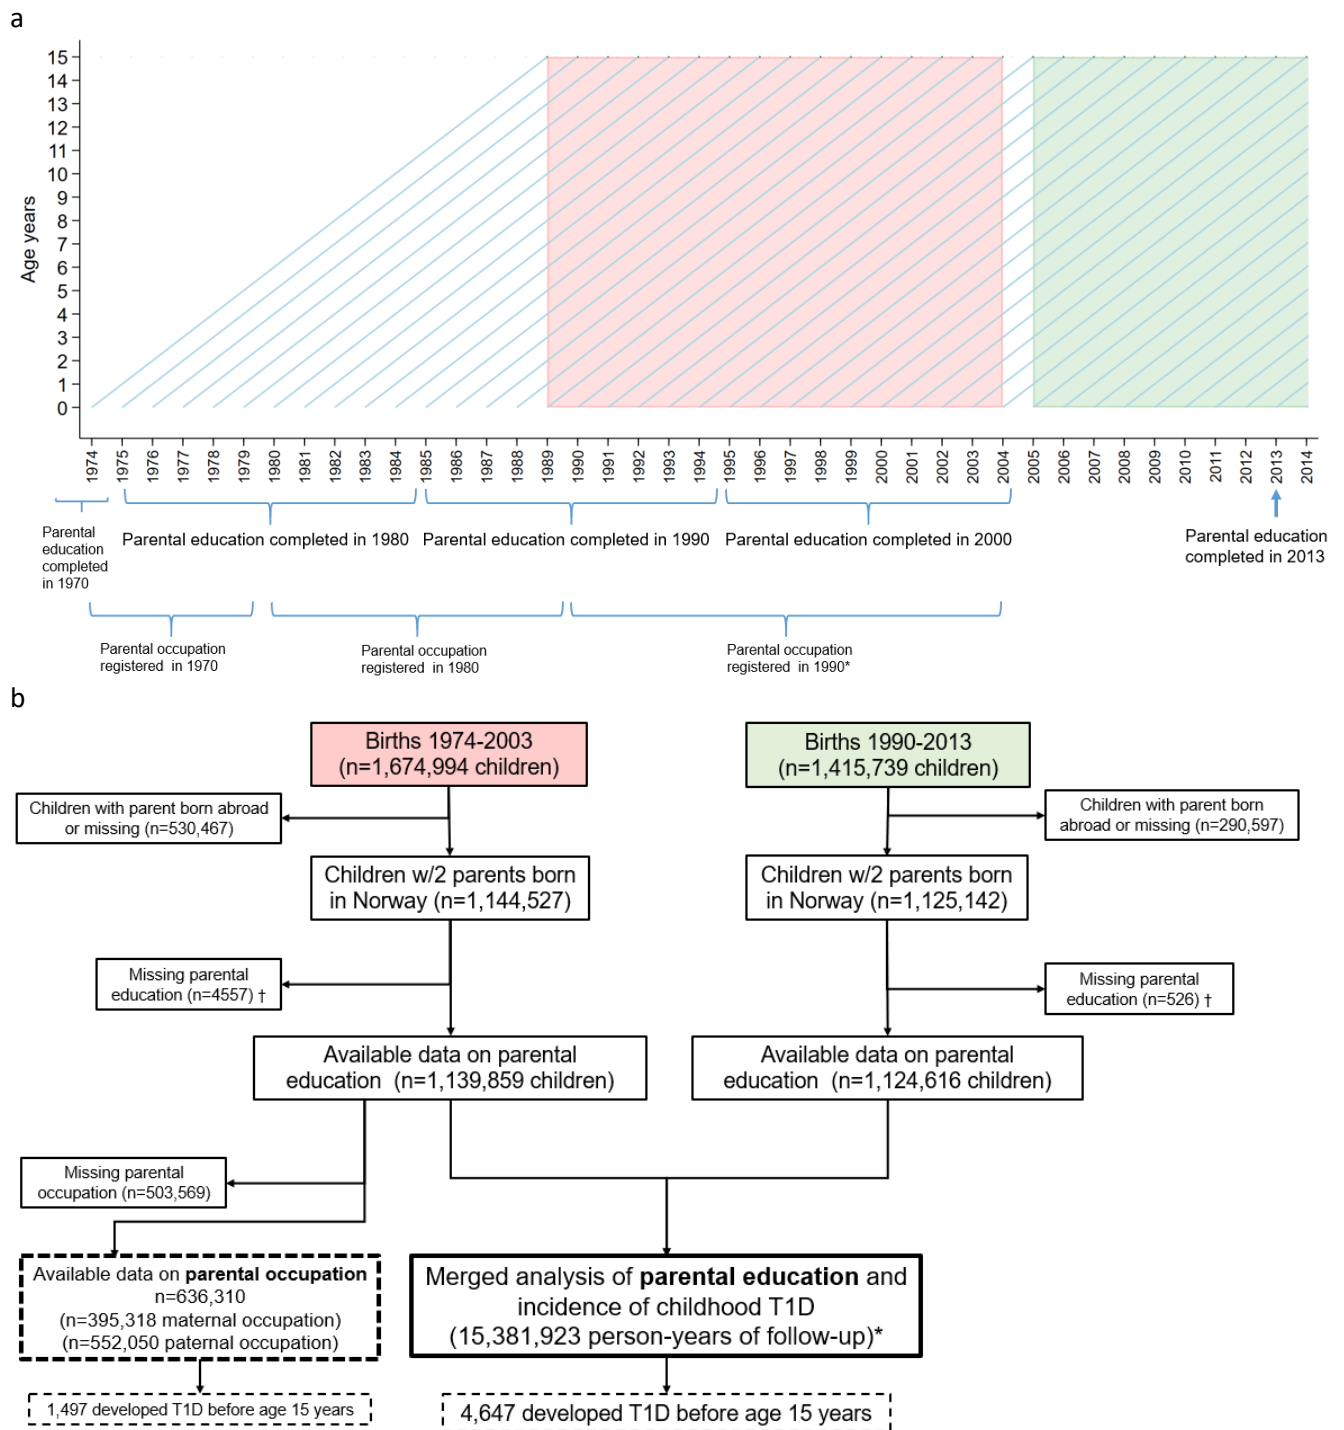 a
15
14
13
12
11
10
9
8
7
6
5
4
3
2
1
0
Age years
1974
1975
1976
1977
1978
1979
1980
1981
1982
1983
1984
1985
1986
1987
1988
1989
1990
1991
1992
1993
1994
1995
1996
1997
1998
1999
2000
2001
2002
2003
2004
2005
2006
2007
2008
2009
2010
2011
2012
2013
2014
Parental
education
completed
in 1970
Parental education completed in 1980
Parental education completed in 1990
Parental education completed in 2000
Parental education
completed in 2013
Parental occupation
registered in 1970
Parental occupation
registered in 1980
Parental occupation
registered in 1990*
b
Births 1974-2003
(n=1,674,994 children)
Births 1990-2013
(n=1,415,739 children)
Children with parent born abroad
or missing (n=530,467)
Children with parent born
abroad or missing (n=290,597)
Children w/2 parents born
in Norway (n=1,144,527)
Children w/2 parents born
in Norway (n=1,125,142)
Missing parental
education (n=4557) †
Missing parental
education (n=526) †
Available data on parental
education (n=1,139,859 children)
Available data on parental
education (n=1,124,616 children)
Missing parental
occupation (n=503,569)
Available data on parental occupation
n=636,310
(n=395,318 maternal occupation)
(n=552,050 paternal occupation)
Merged analysis of parental education and
incidence of childhood T1D
(15,381,923 person-years of follow-up)*
1,497 developed T1D before age 15 years
4,647 developed T1D before age 15 years